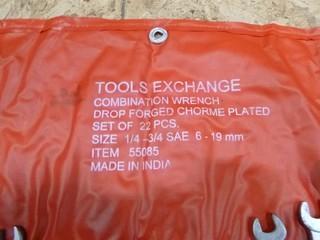 TOOLS EXCHANGE
COMBINATION WRENCH
DROP FORGED CHORME PLATED
SET OF 22 PCS.
SIZE 1/4 -3/4 SAE 6 - 19 mm
ITEM 55085
MADE IN INDIA